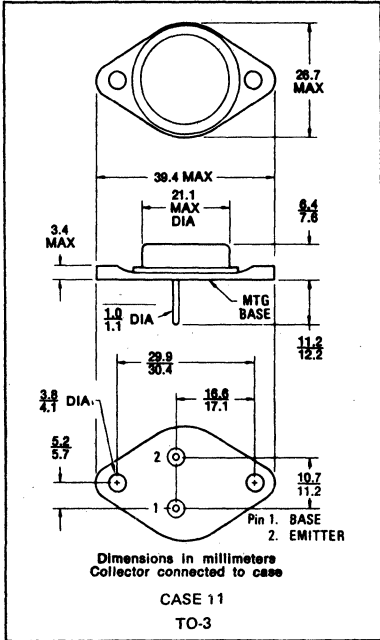 26.7
MAX
39.4 MAX
21.1
MAX
DIA
6.4
7.6
3.4
MAX
MTG
BASE
1.0
1.1 DIA
11.2
12.2
29.9
30.4
3.8
4.1 DIA.
16.6
17.1
5.2
5.7
2
10.7
11.2
1
Pin 1. BASE
2. EMITTER
Dimensions in millimeters
Collector connected to case
CASE 11
TO-3